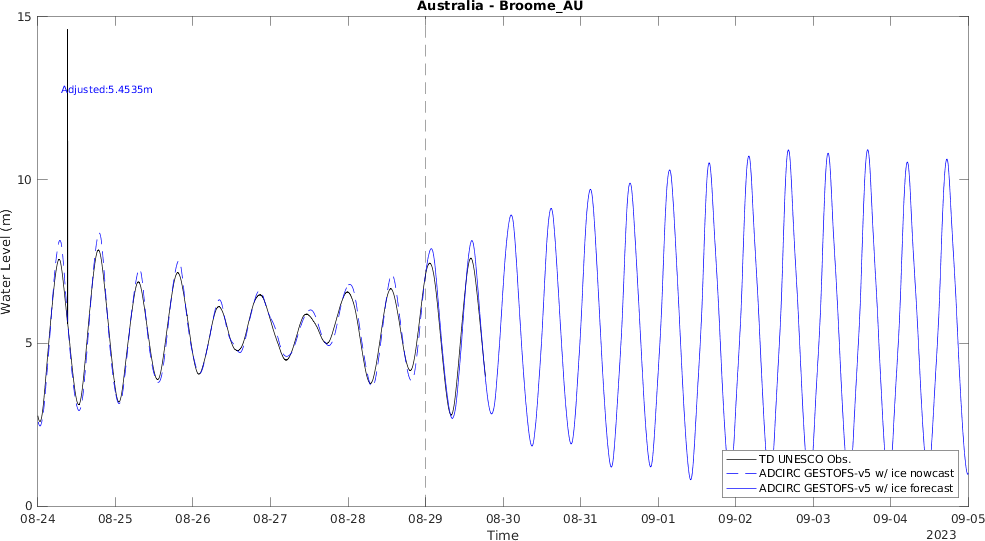 Australia - Broome_AU
15
Adjusted:5.4535m
10
Water Level (m)
5
0
TD UNESCO Obs.
ADCIRC GESTOFS-v5 w/ ice nowcast
ADCIRC GESTOFS-v5 w/ ice forecast
08-24 08-25 08-26 08-27 08-28 08-29 08-30 08-31 09-01 09-02 09-03 09-04 09-05
Time
2023